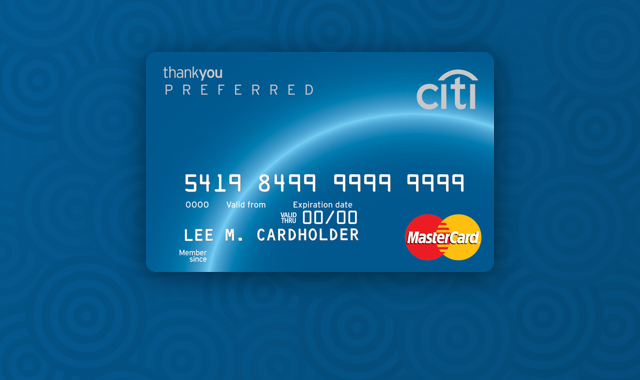 thankyou
PREFERRED
citi
5419 8499 9999 9999
0000 Valid from Expiration date
VALID THRU 00/00
LEE M. CARDHOLDER
Member
since
MasterCard